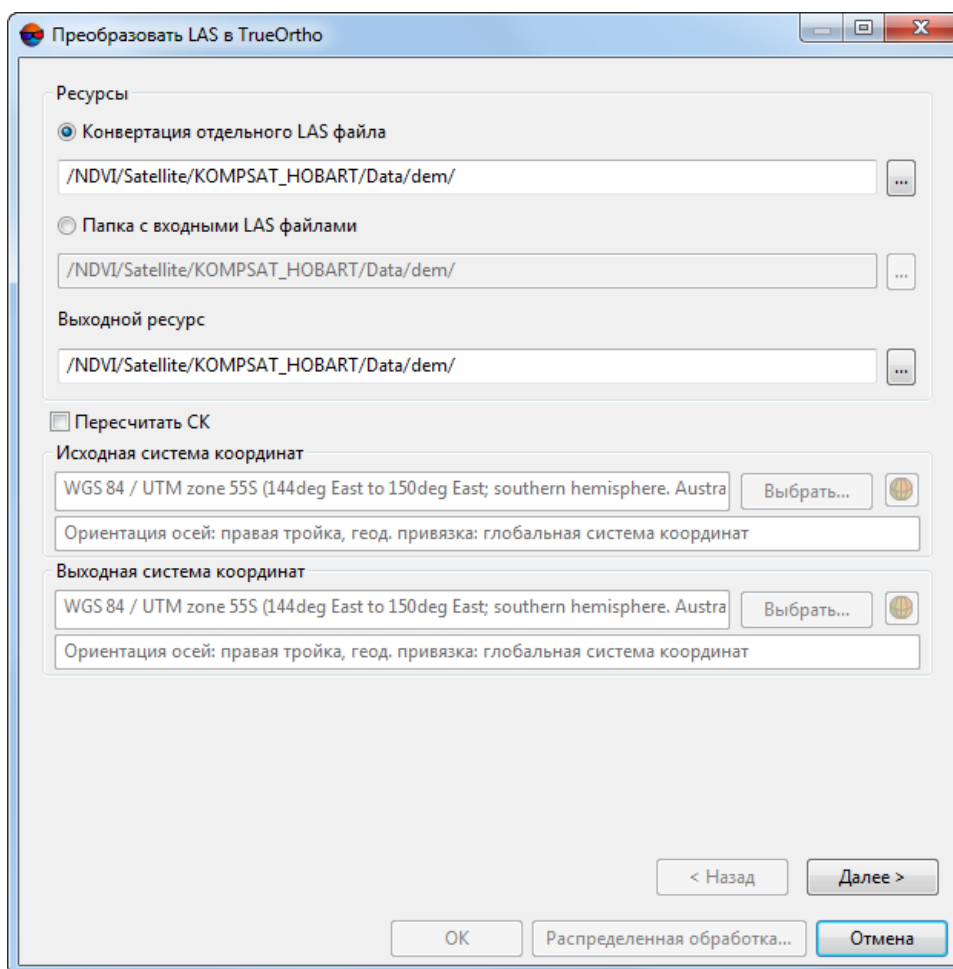 Преобразовать LAS в TrueOrtho
Ресурсы
Конвертация отдельного LAS файла
/NDVI/Satellite/KOMPSAT_HOBART/Data/dem/
...
Папка с входными LAS файлами
/NDVI/Satellite/KOMPSAT_HOBART/Data/dem/
...
Выходной ресурс
/NDVI/Satellite/KOMPSAT_HOBART/Data/dem/
...
Пересчитать СК
Исходная система координат
WGS 84 / UTM zone 55S (144deg East to 150deg East; southern hemisphere. Austra
Выбрать...
Ориентация осей: правая тройка, геод. привязка: глобальная система координат
Выходная система координат
WGS 84 / UTM zone 55S (144deg East to 150deg East; southern hemisphere. Austra
Выбрать...
Ориентация осей: правая тройка, геод. привязка: глобальная система координат
< Назад
Далее >
OK
Распределенная обработка...
Отмена